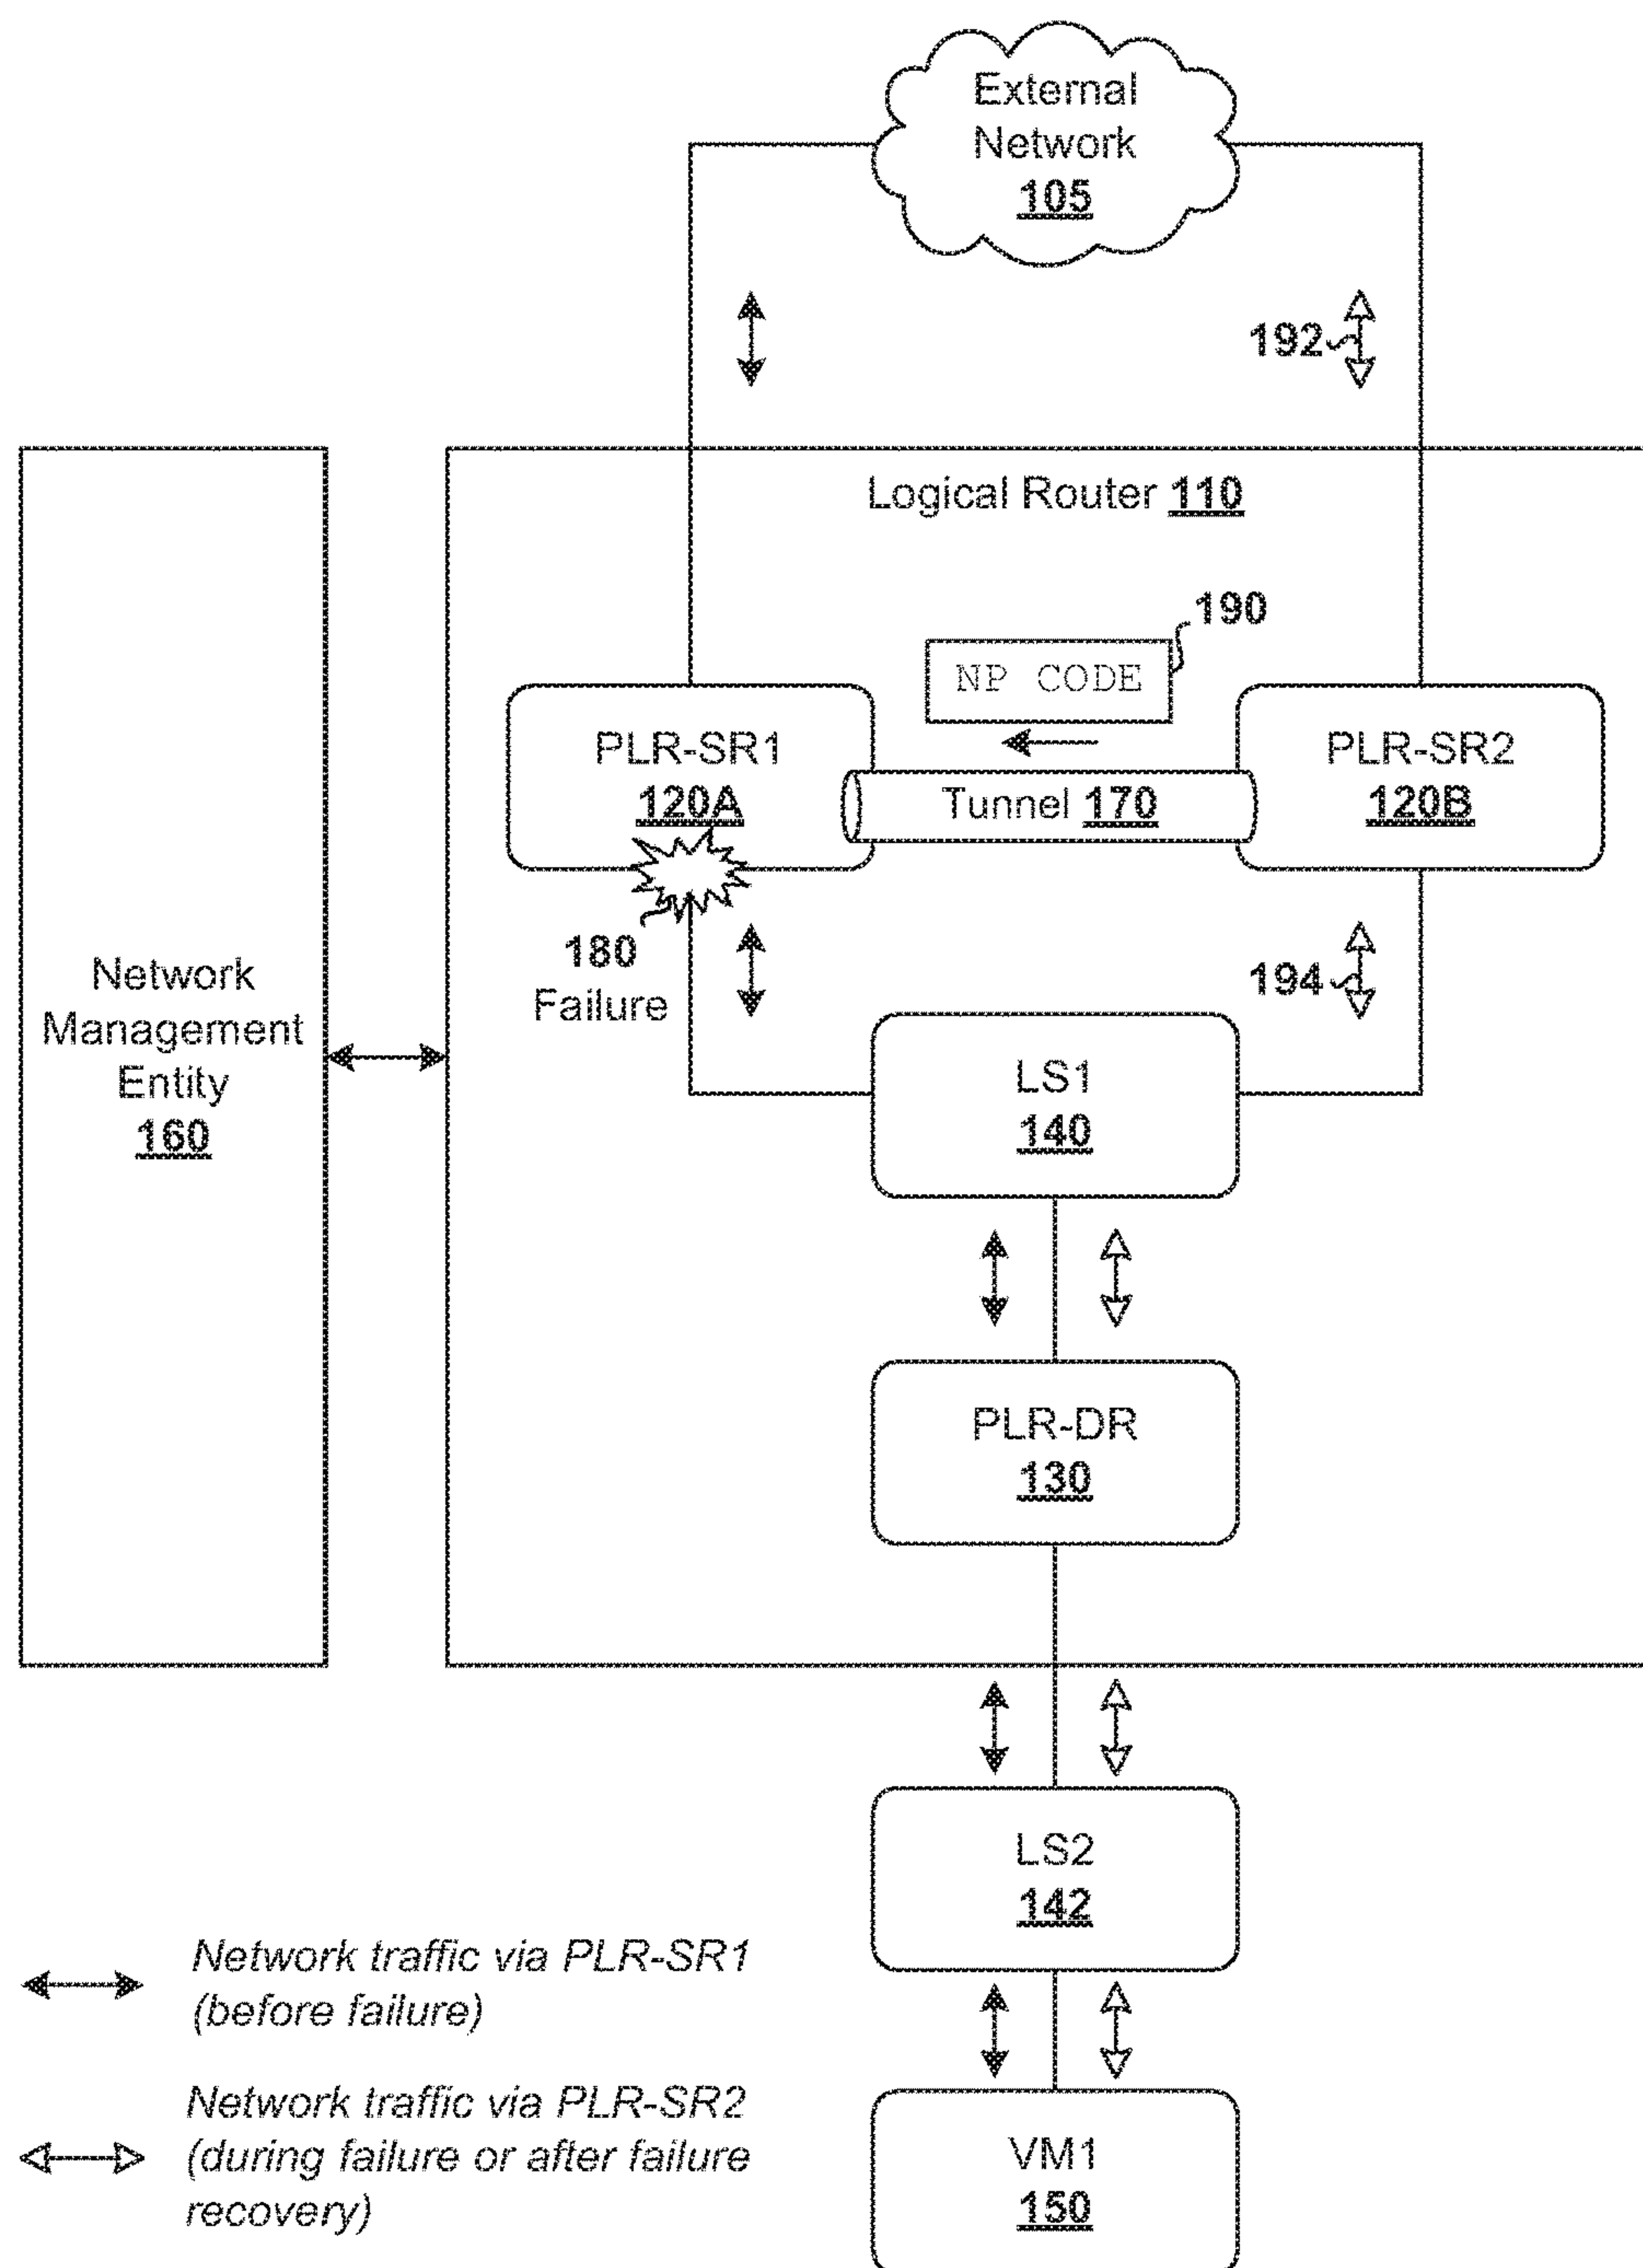 External
Network
105
192
Logical Router 110
190
NP CODE
PLR-SR1
120A
Tunnel 170
PLR-SR2
120B
180
Failure
194
Network
Management
Entity
160
LS1
140
PLR-DR
130
LS2
142
Network traffic via PLR-SR1
(before failure)
Network traffic via PLR-SR2
(during failure or after failure
recovery)
VM1
150